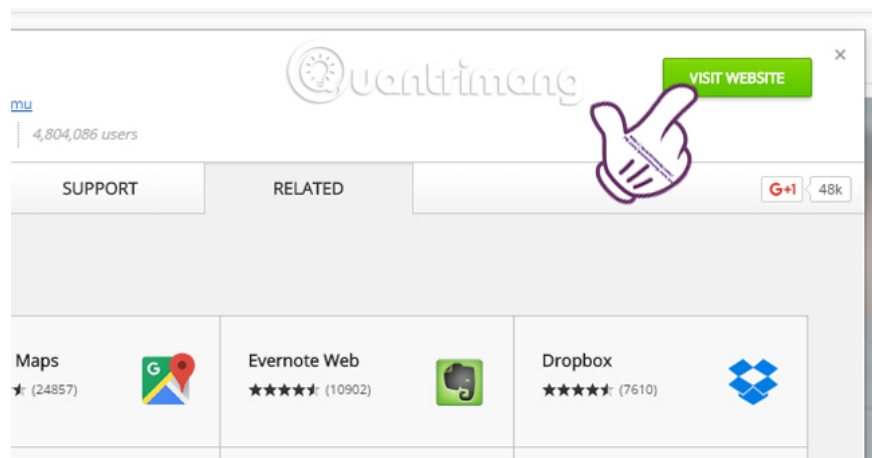 Quantrimang
VISIT WEBSITE
×
mu
4,804,086 users
SUPPORT
RELATED
G+1
48k
Maps
(24857)
Evernote Web
(10902)
Dropbox
(7610)
G